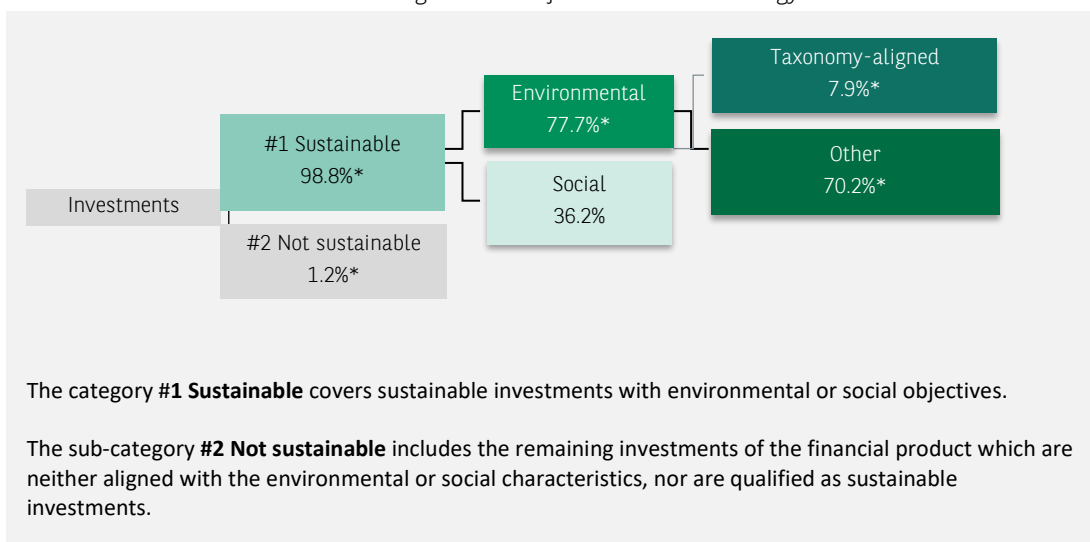 Taxonomy-aligned
7.9%*
Environmental
77.7%*
#1 Sustainable
98.8%*
Other
70.2%*
Social
36.2%
Investments
#2 Not sustainable
1.2%*
The category #1 Sustainable covers sustainable investments with environmental or social objectives.
The sub-category #2 Not sustainable includes the remaining investments of the financial product which are
neither aligned with the environmental or social characteristics, nor are qualified as sustainable
investments.